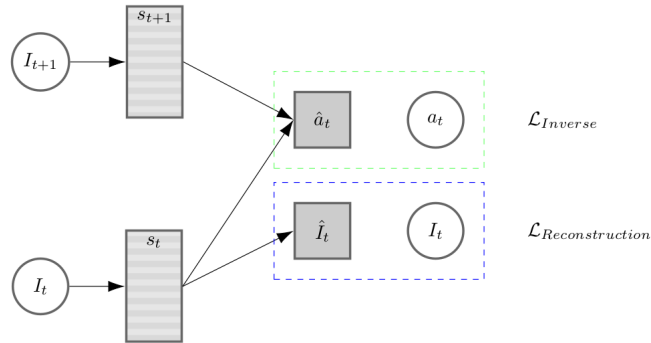 s_{t+1}
I_{t+1}
â_t
a_t
ℒ_{Inverse}
s_t
Î_t
I_t
ℒ_{Reconstruction}
I_t